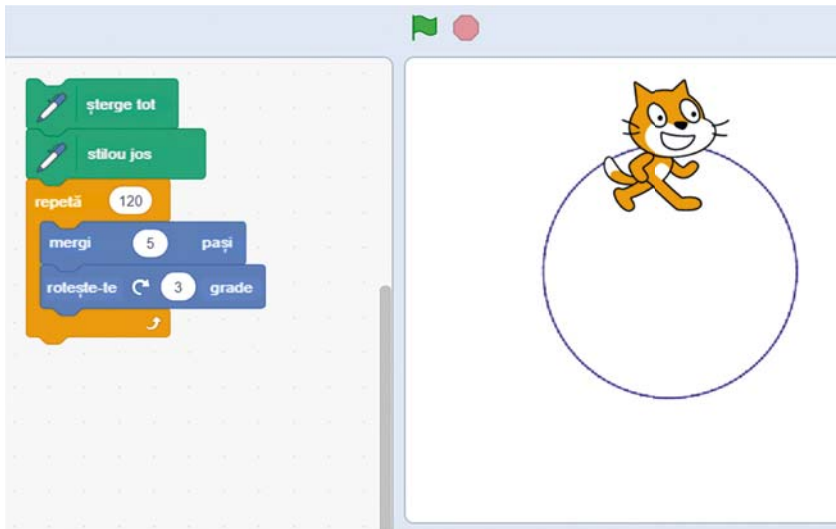 șterge tot
stilou jos
repetă 120
mergi 5 pași
rotește-te 3 grade